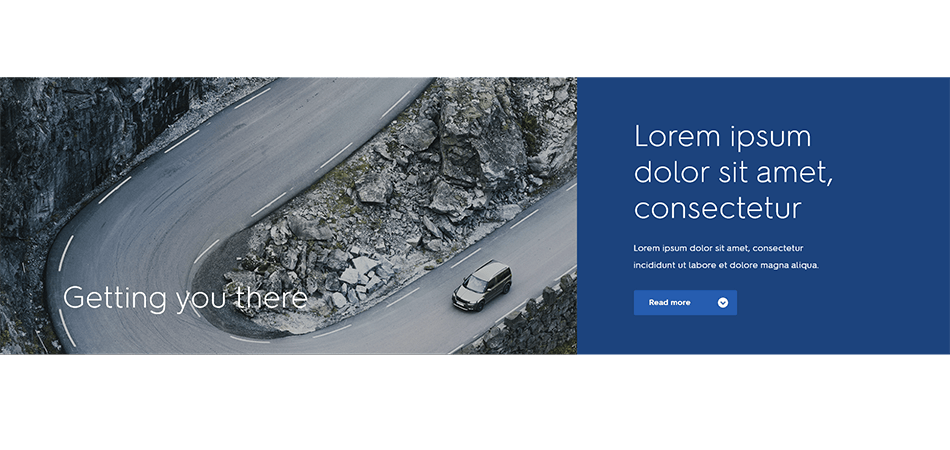 Getting you there
Lorem ipsum
dolor sit amet,
consectetur
Lorem ipsum dolor sit amet, consectetur
incididunt ut labore et dolore magna aliqua.
Read more